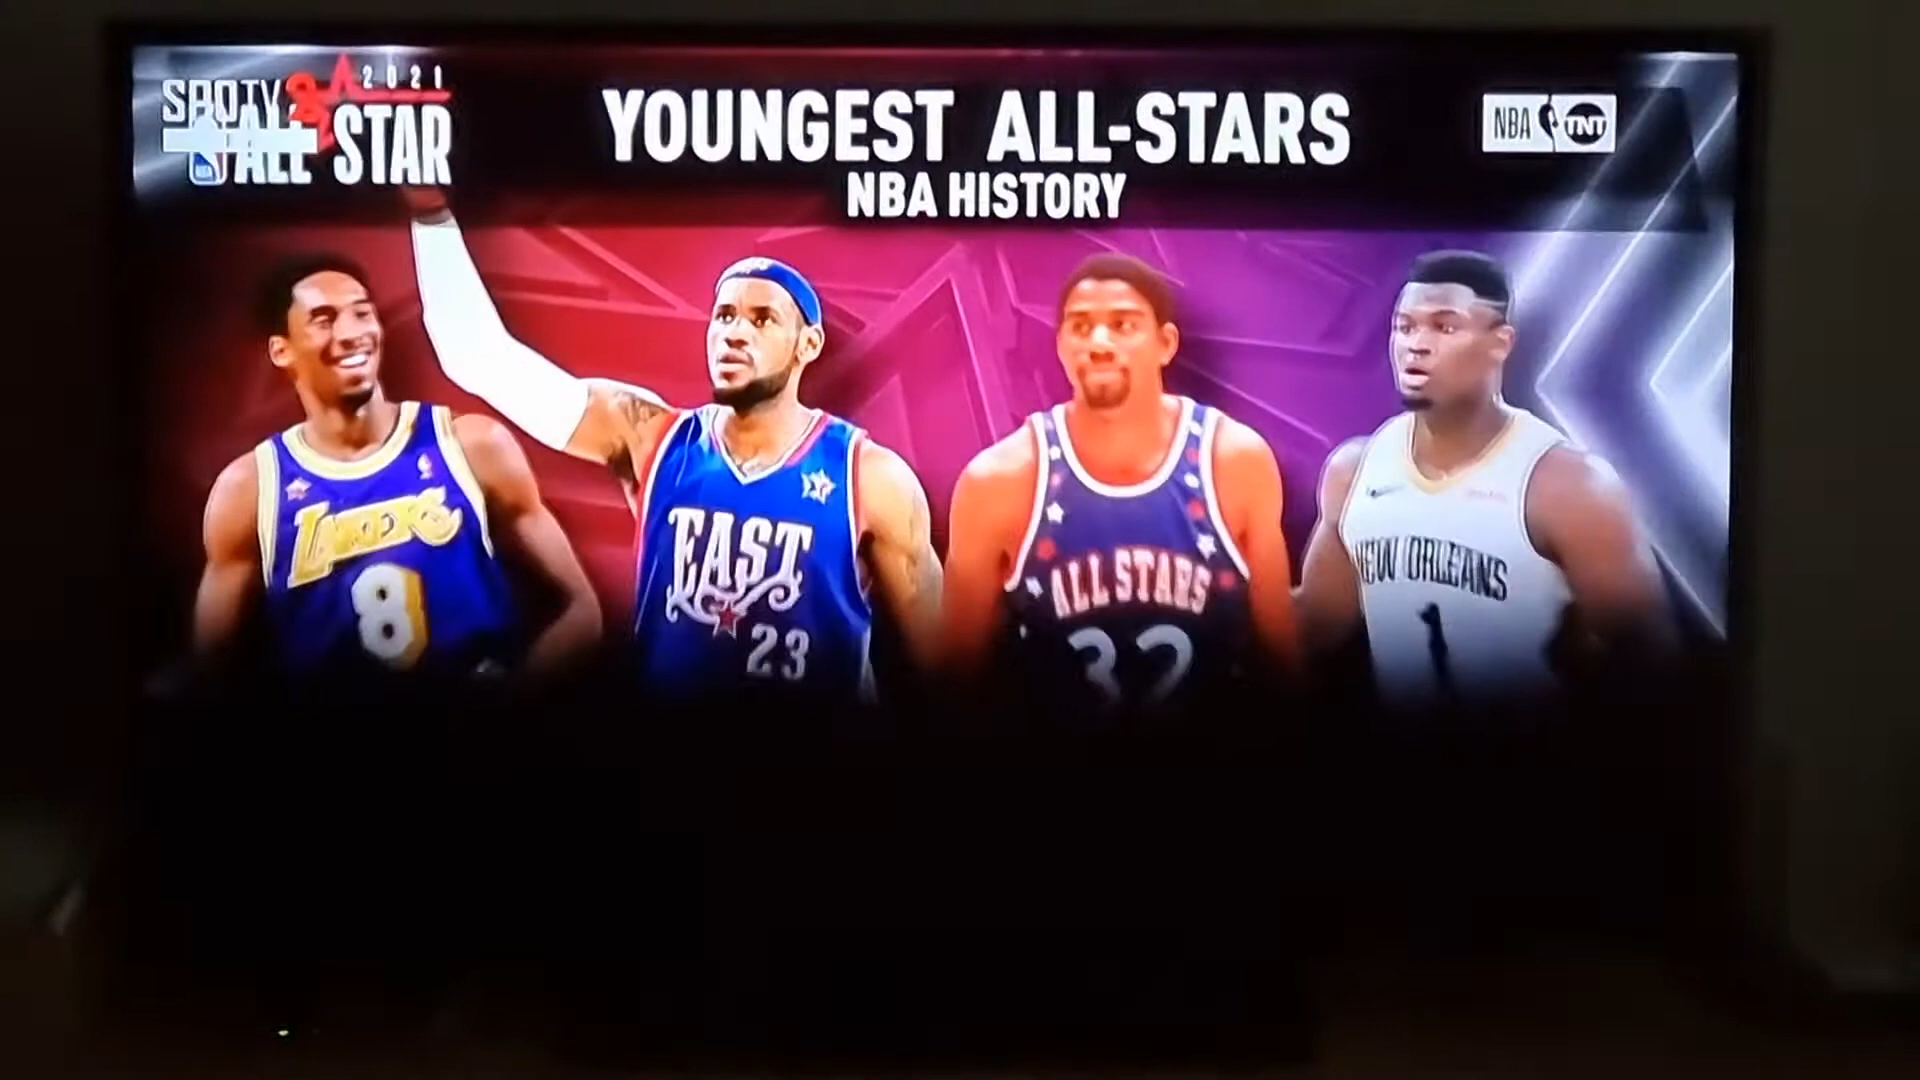 2021
SPOTV
ALL STAR
YOUNGEST ALL-STARS
NBA HISTORY
NBA TNT
LAKERS
8
EAST
23
ALL STARS
32
NEW ORLEANS
1